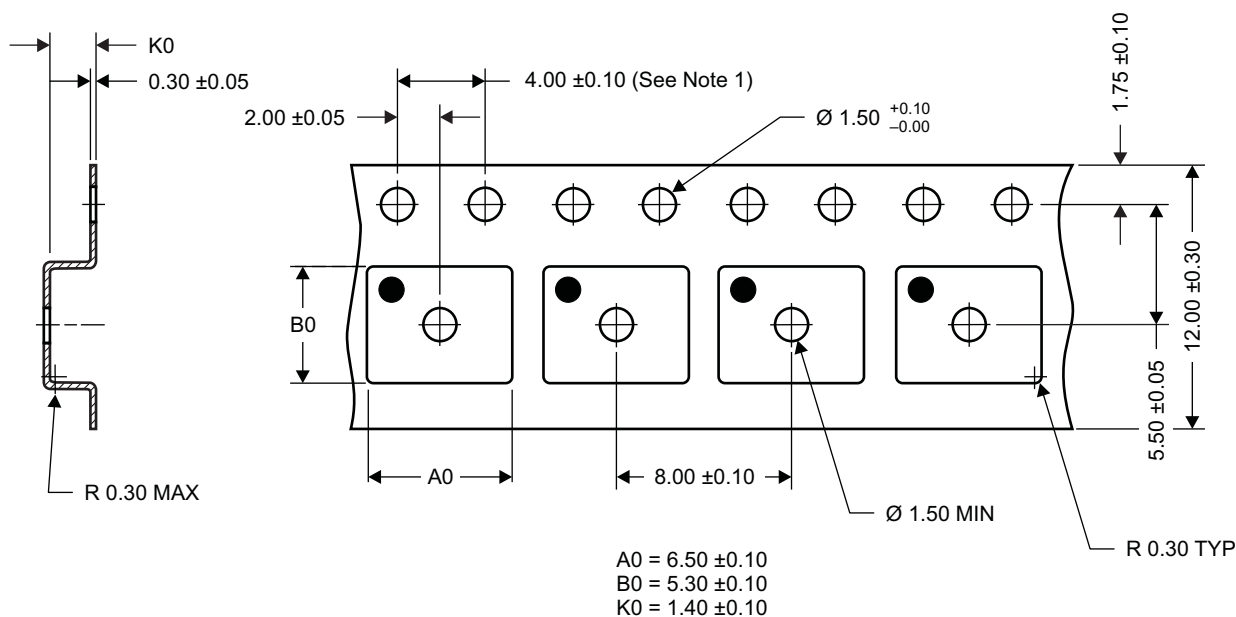 K0
0.30 ±0.05
4.00 ±0.10 (See Note 1)
2.00 ±0.05
Ø 1.50 +0.10 –0.00
1.75 ±0.10
B0
12.00 ±0.30
5.50 ±0.05
A0
8.00 ±0.10
R 0.30 MAX
Ø 1.50 MIN
R 0.30 TYP
A0 = 6.50 ±0.10
B0 = 5.30 ±0.10
K0 = 1.40 ±0.10